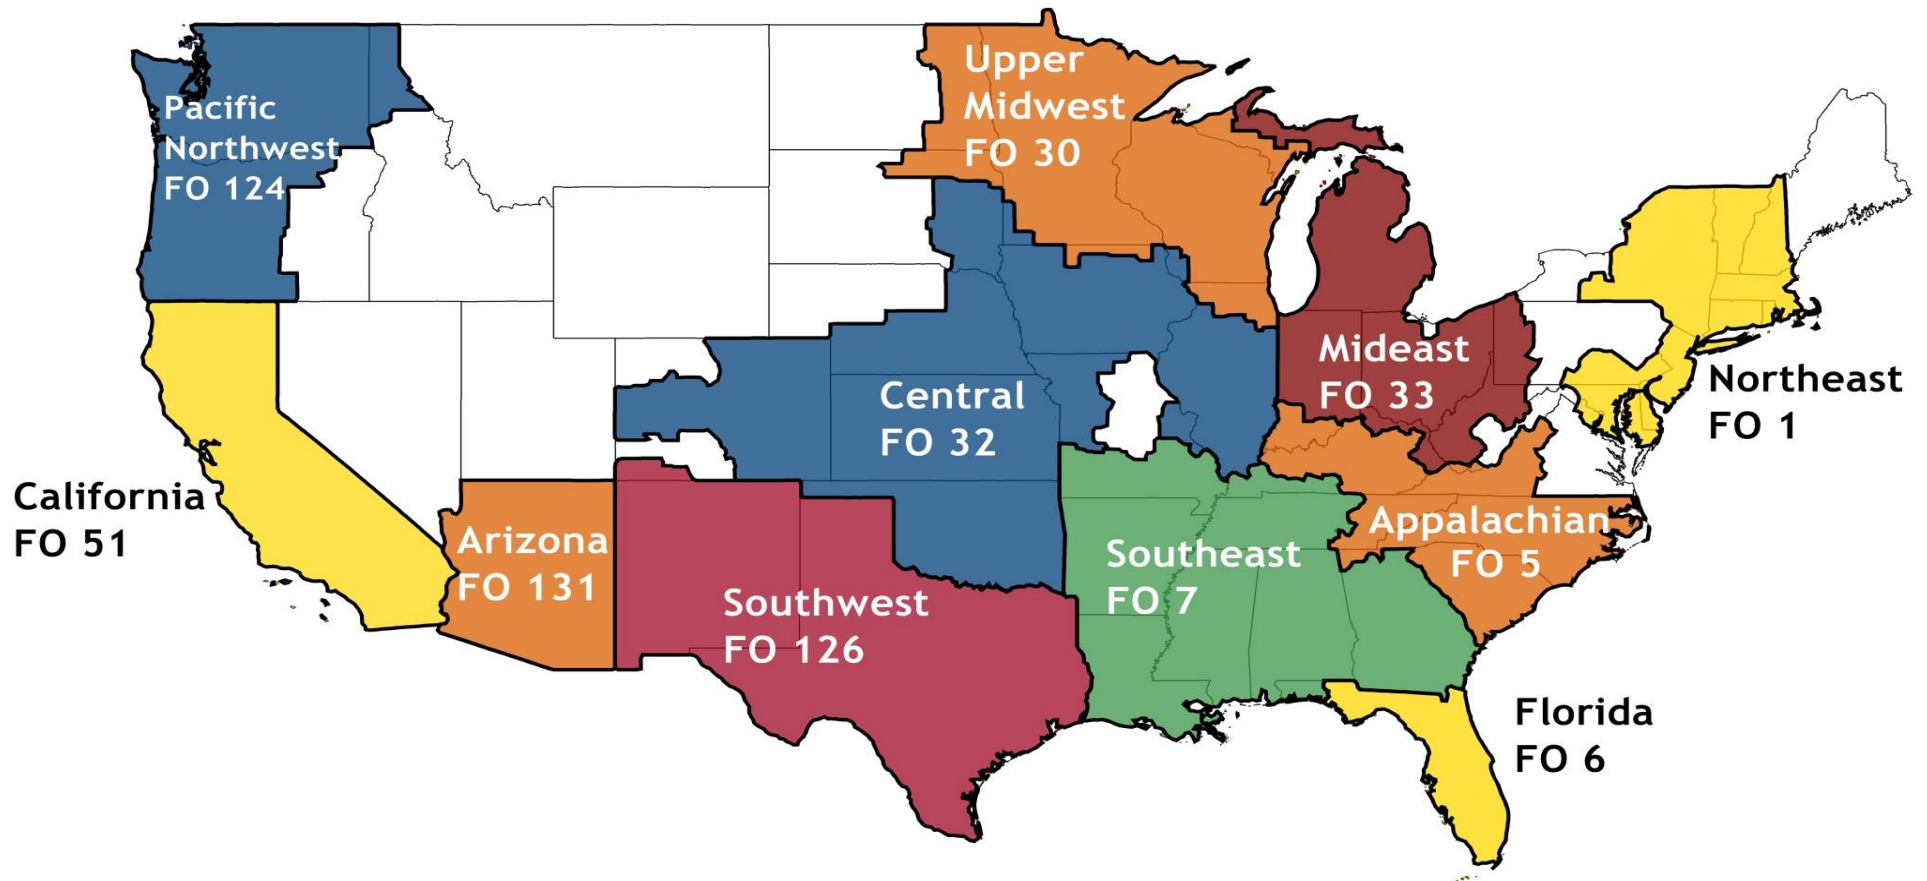 Pacific
Northwest
FO 124
Upper
Midwest
FO 30
Mideast
FO 33
Northeast
FO 1
Central
FO 32
California
FO 51
Arizona
FO 131
Southwest
FO 126
Southeast
FO 7
Appalachian
FO 5
Florida
FO 6